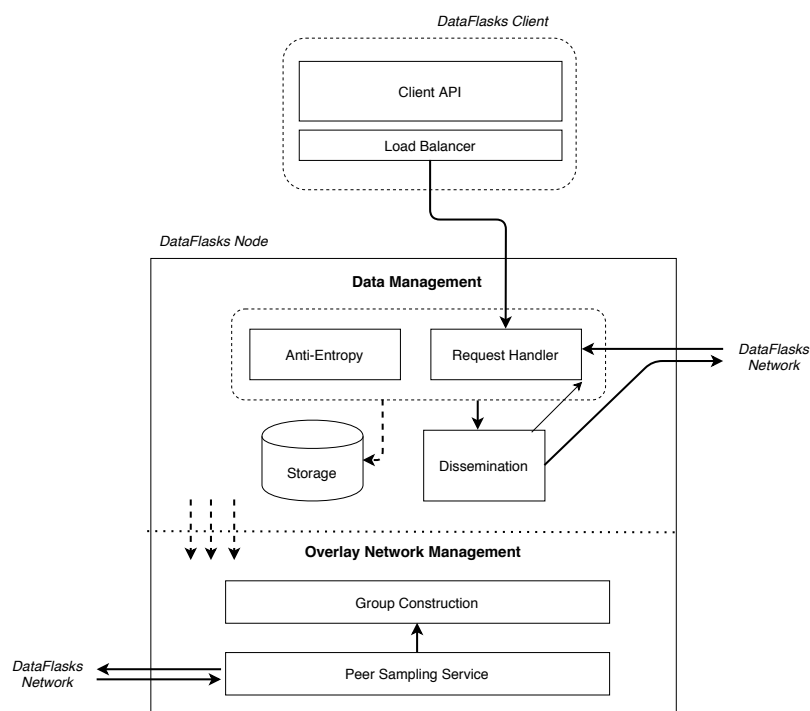 DataFlasks Client
Client API
Load Balancer
DataFlasks Node
Data Management
Anti-Entropy
Request Handler
DataFlasks
Network
Storage
Dissemination
Overlay Network Management
Group Construction
DataFlasks
Network
Peer Sampling Service